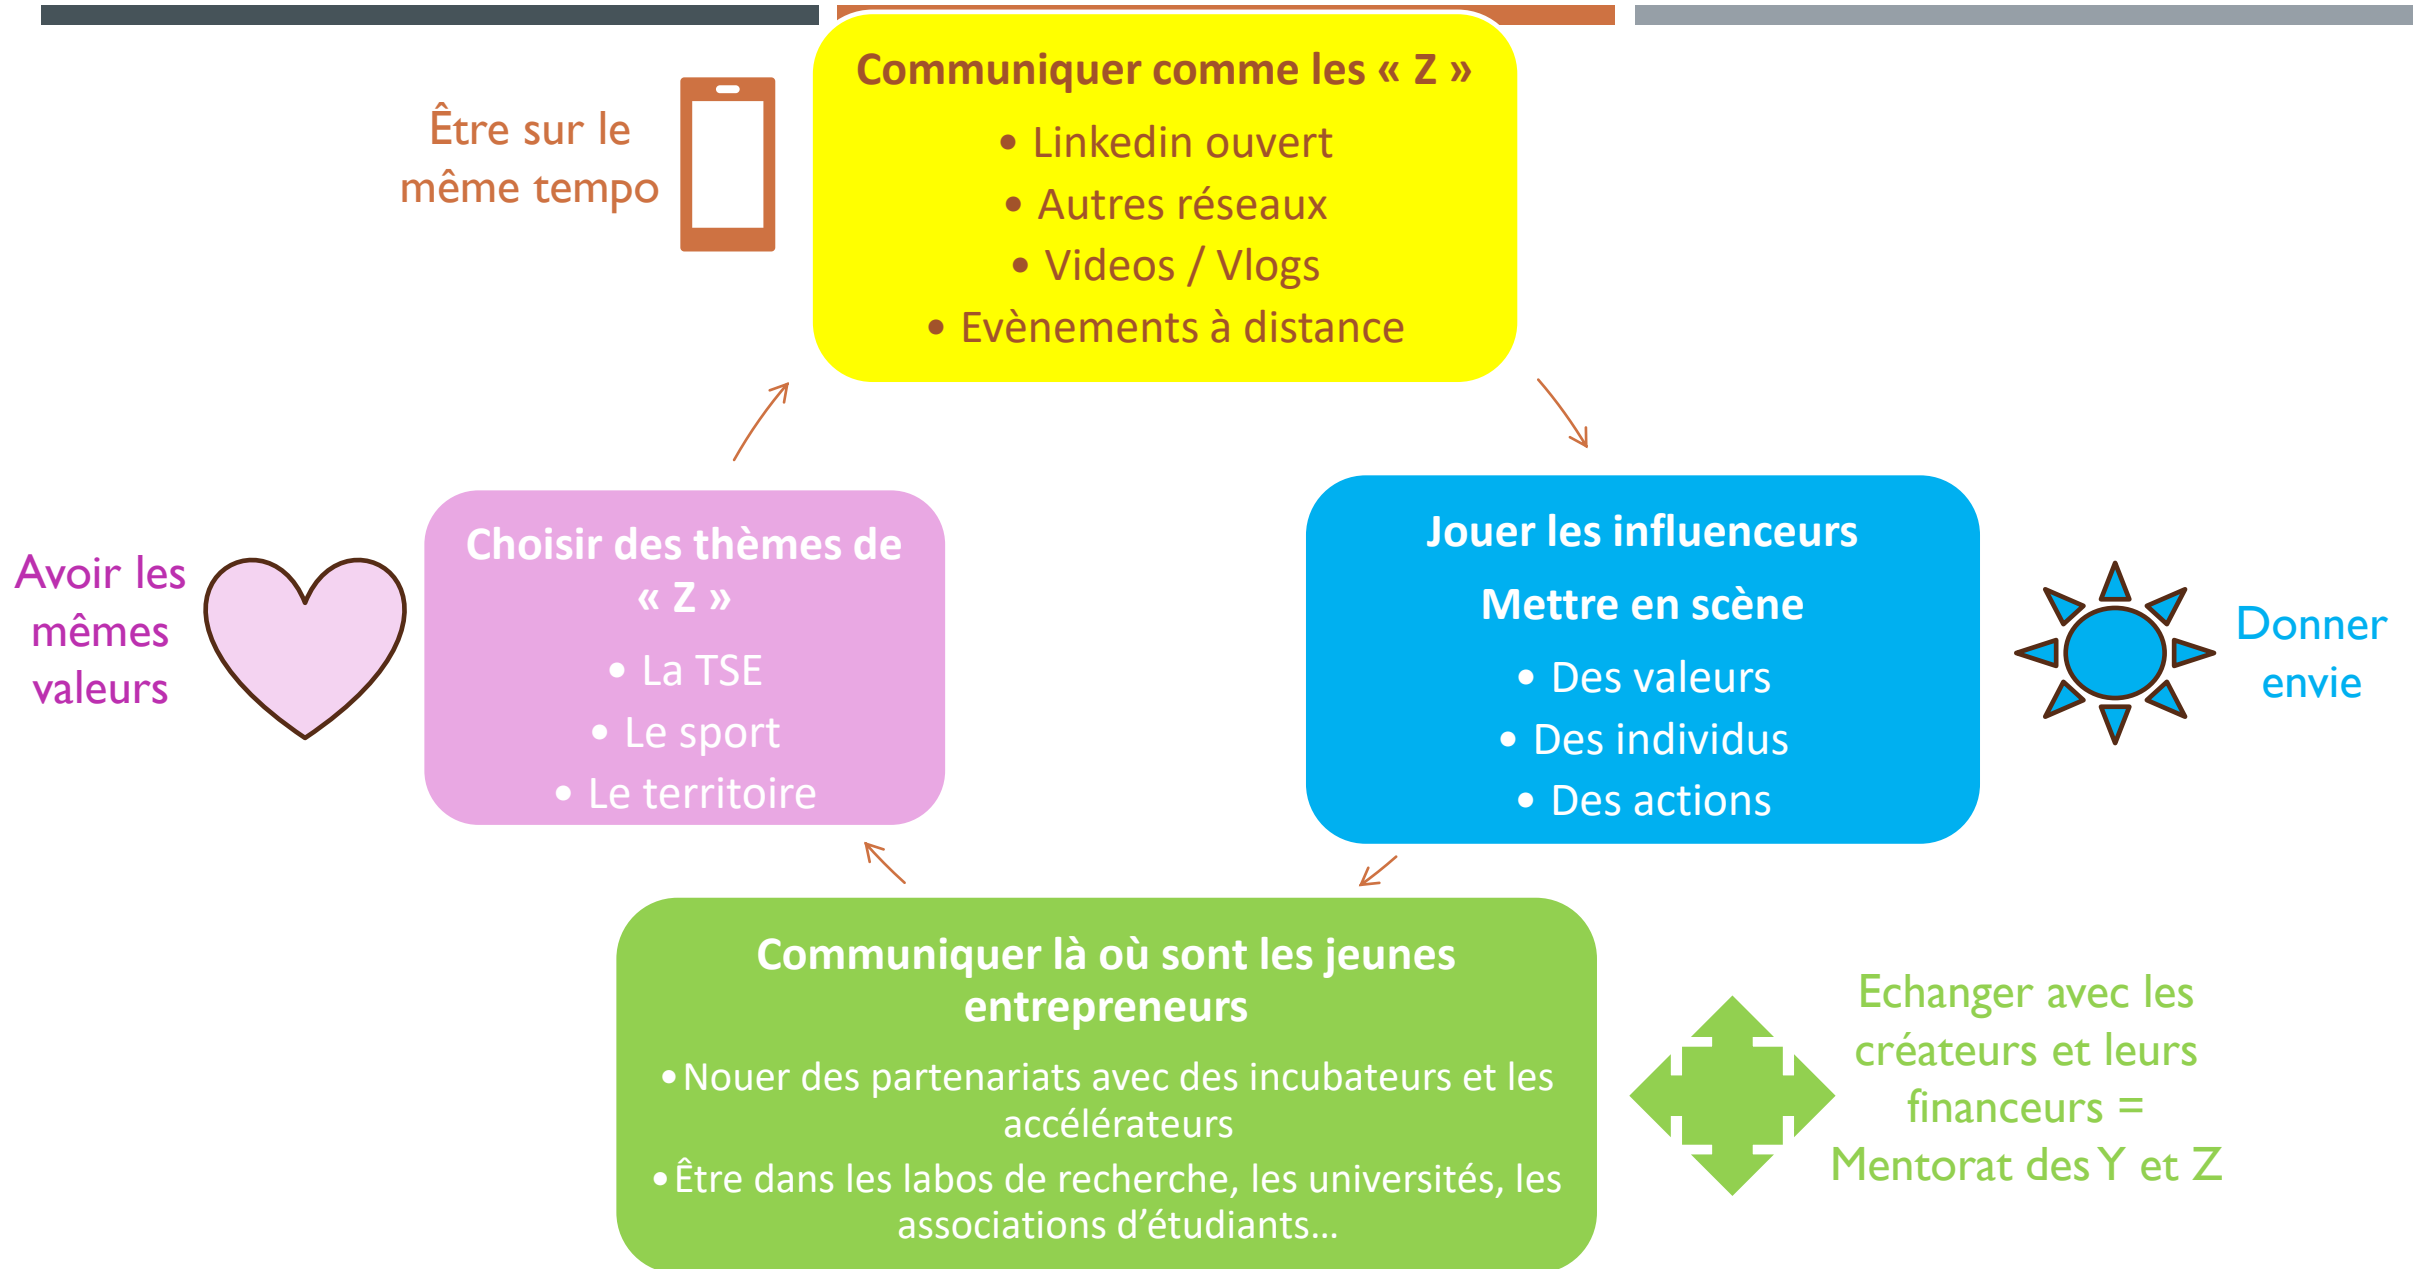 Communiquer comme les « Z »
• Linkedin ouvert
• Autres réseaux
• Videos / Vlogs
• Evènements à distance
Être sur le
même tempo
Jouer les influenceurs
Mettre en scène
• Des valeurs
• Des individus
• Des actions
Donner
envie
Communiquer là où sont les jeunes
entrepreneurs
• Nouer des partenariats avec des incubateurs et les
accélérateurs
• Être dans les labos de recherche, les universités, les
associations d’étudiants…
Echanger avec les
créateurs et leurs
financeurs =
Mentorat des Y et Z
Choisir des thèmes de
« Z »
• La TSE
• Le sport
• Le territoire
Avoir les
mêmes
valeurs